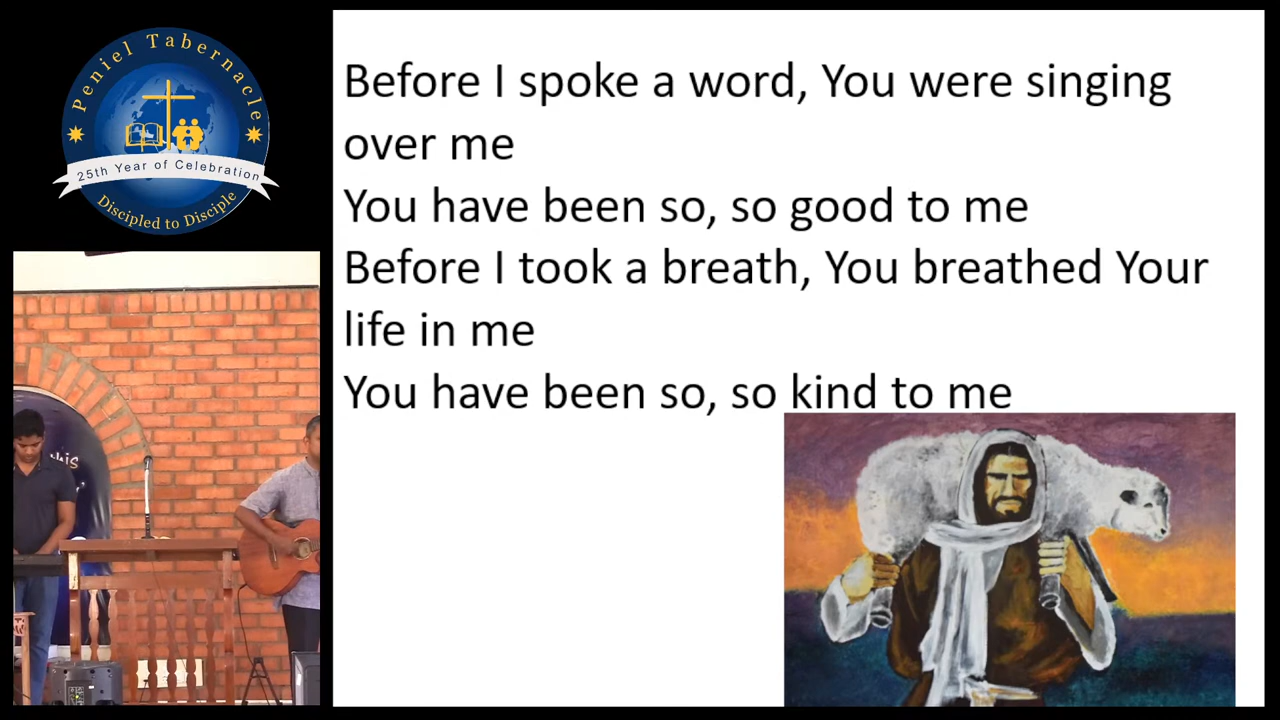 Peniel Tabernacle
25th Year of Celebration
Discipled to Disciple
Before I spoke a word, You were singing
over me
You have been so, so good to me
Before I took a breath, You breathed Your
life in me
You have been so, so kind to me
this